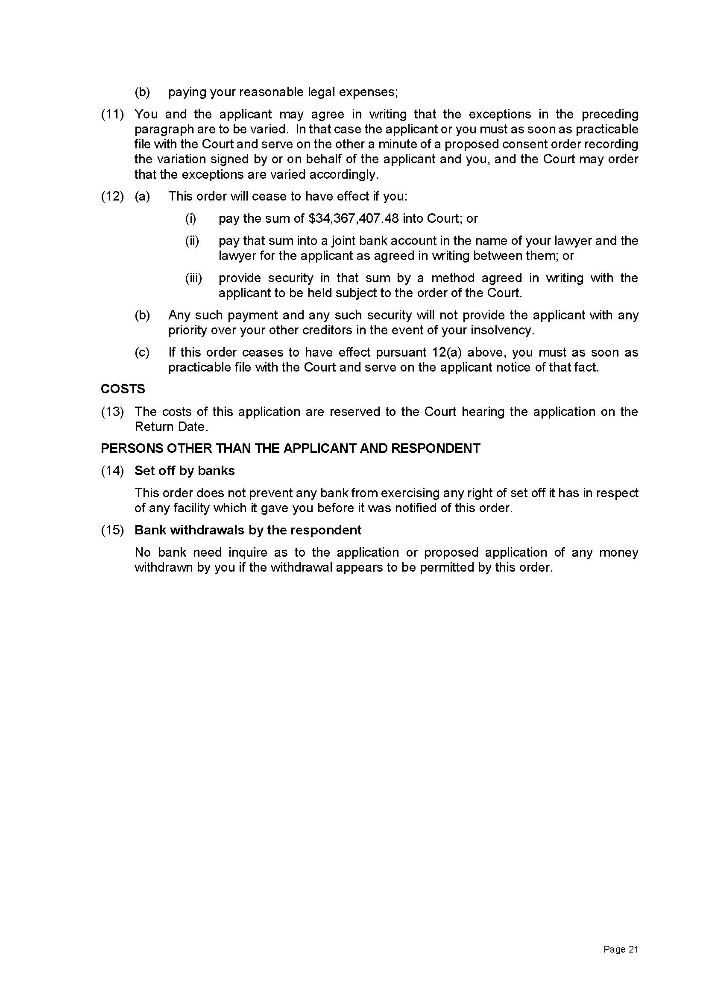 (b) paying your reasonable legal expenses;
(11) You and the applicant may agree in writing that the exceptions in the preceding
paragraph are to be varied. In that case the applicant or you must as soon as practicable
file with the Court and serve on the other a minute of a proposed consent order recording
the variation signed by or on behalf of the applicant and you, and the Court may order
that the exceptions are varied accordingly.
(12) (a) This order will cease to have effect if you:
(i) pay the sum of $34,367,407.48 into Court; or
(ii) pay that sum into a joint bank account in the name of your lawyer and the
lawyer for the applicant as agreed in writing between them; or
(iii) provide security in that sum by a method agreed in writing with the
applicant to be held subject to the order of the Court.
(b) Any such payment and any such security will not provide the applicant with any
priority over your other creditors in the event of your insolvency.
(c) If this order ceases to have effect pursuant 12(a) above, you must as soon as
practicable file with the Court and serve on the applicant notice of that fact.
COSTS
(13) The costs of this application are reserved to the Court hearing the application on the
Return Date.
PERSONS OTHER THAN THE APPLICANT AND RESPONDENT
(14) Set off by banks
This order does not prevent any bank from exercising any right of set off it has in respect
of any facility which it gave you before it was notified of this order.
(15) Bank withdrawals by the respondent
No bank need inquire as to the application or proposed application of any money
withdrawn by you if the withdrawal appears to be permitted by this order.
Page 21